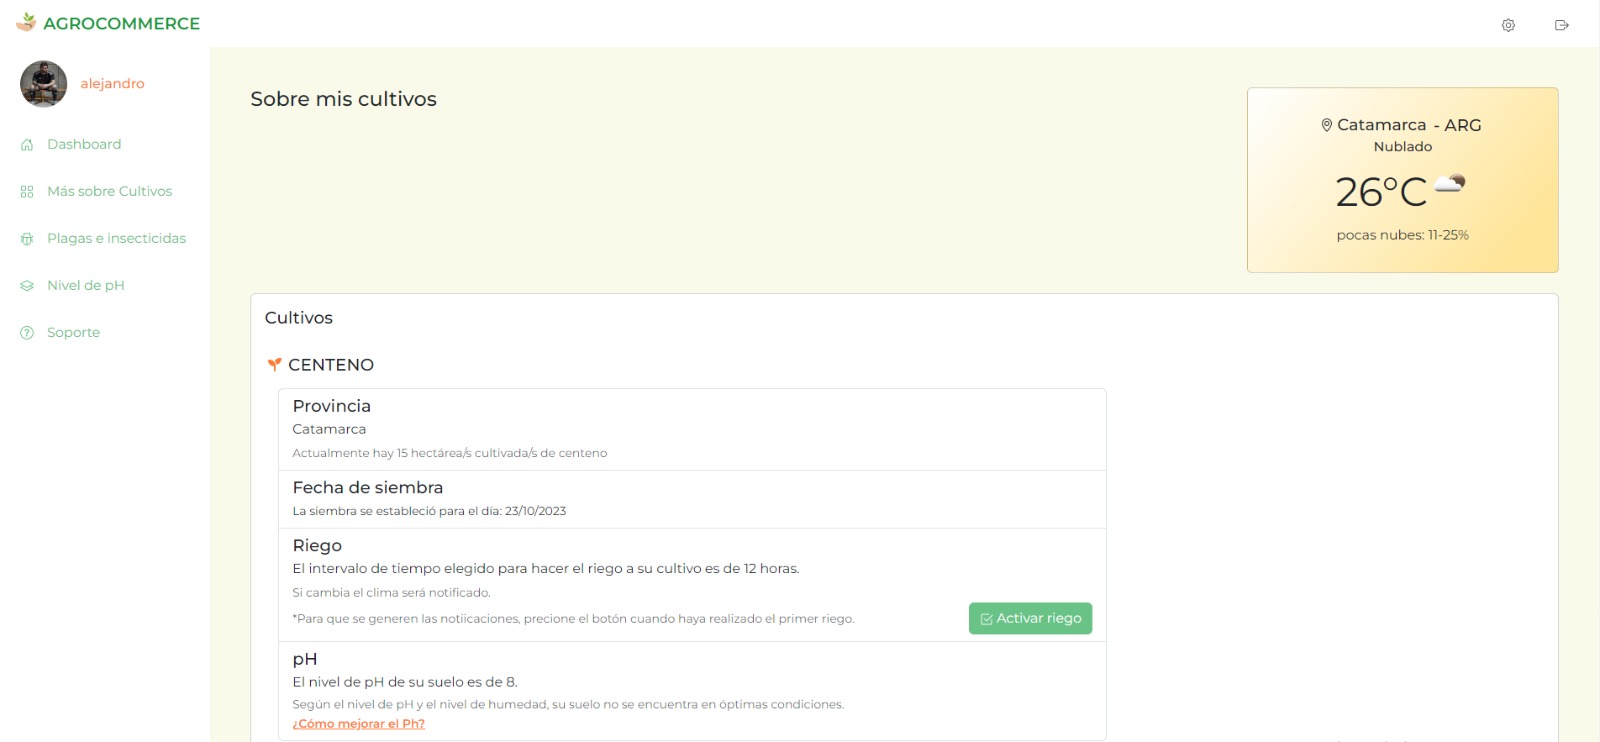 AGROCOMMERCE
alejandro
Dashboard
Más sobre Cultivos
Plagas e insecticidas
Nivel de pH
Soporte
Sobre mis cultivos
Catamarca - ARG
Nublado
26°C
pocas nubes: 11-25%
Cultivos
CENTENO
Provincia
Catamarca
Actualmente hay 15 hectárea/s cultivada/s de centeno
Fecha de siembra
La siembra se estableció para el día: 23/10/2023
Riego
El intervalo de tiempo elegido para hacer el riego a su cultivo es de 12 horas.
Si cambia el clima será notificado.
*Para que se generen las notiicaciones, precione el botón cuando haya realizado el primer riego.
Activar riego
pH
El nivel de pH de su suelo es de 8.
Según el nivel de pH y el nivel de humedad, su suelo no se encuentra en óptimas condiciones.
¿Cómo mejorar el Ph?